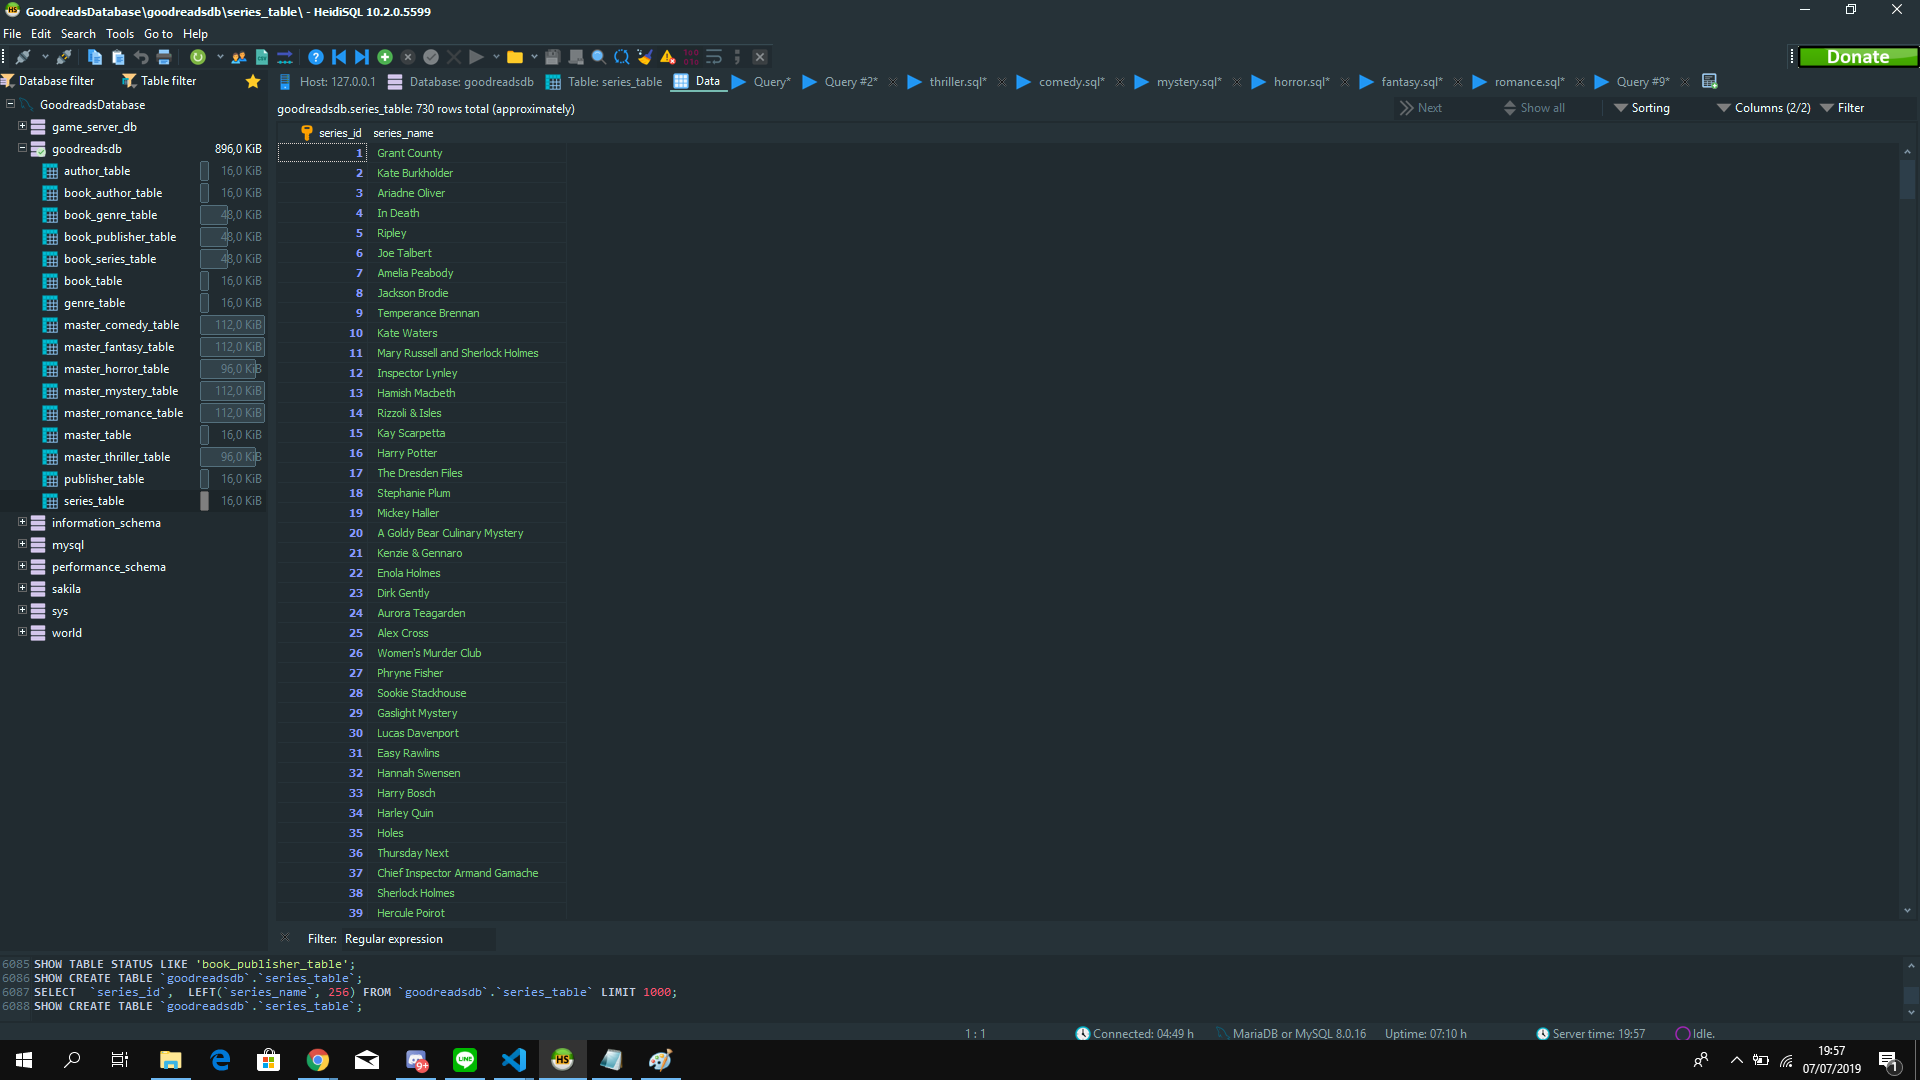 GoodreadsDatabase\goodreadsdb\series_table\ - HeidiSQL 10.2.0.5599
File Edit Search Tools Go to Help
Donate
Database filter Table filter
Host: 127.0.0.1 Database: goodreadsdb Table: series_table Data Query* Query #2* thriller.sql* comedy.sql* mystery.sql* horror.sql* fantasy.sql* romance.sql* Query #9*
goodreadsdb.series_table: 730 rows total (approximately)
Next Show all Sorting Columns (2/2) Filter
GoodreadsDatabase
game_server_db
goodreadsdb 896,0 KiB
author_table 16,0 KiB
book_author_table 16,0 KiB
book_genre_table 48,0 KiB
book_publisher_table 48,0 KiB
book_series_table 48,0 KiB
book_table 16,0 KiB
genre_table 16,0 KiB
master_comedy_table 112,0 KiB
master_fantasy_table 112,0 KiB
master_horror_table 96,0 KiB
master_mystery_table 112,0 KiB
master_romance_table 112,0 KiB
master_table 16,0 KiB
master_thriller_table 96,0 KiB
publisher_table 16,0 KiB
series_table 16,0 KiB
information_schema
mysql
performance_schema
sakila
sys
world
series_id series_name
1 Grant County
2 Kate Burkholder
3 Ariadne Oliver
4 In Death
5 Ripley
6 Joe Talbert
7 Amelia Peabody
8 Jackson Brodie
9 Temperance Brennan
10 Kate Waters
11 Mary Russell and Sherlock Holmes
12 Inspector Lynley
13 Hamish Macbeth
14 Rizzoli & Isles
15 Kay Scarpetta
16 Harry Potter
17 The Dresden Files
18 Stephanie Plum
19 Mickey Haller
20 A Goldy Bear Culinary Mystery
21 Kenzie & Gennaro
22 Enola Holmes
23 Dirk Gently
24 Aurora Teagarden
25 Alex Cross
26 Women's Murder Club
27 Phryne Fisher
28 Sookie Stackhouse
29 Gaslight Mystery
30 Lucas Davenport
31 Easy Rawlins
32 Hannah Swensen
33 Harry Bosch
34 Harley Quin
35 Holes
36 Thursday Next
37 Chief Inspector Armand Gamache
38 Sherlock Holmes
39 Hercule Poirot
Filter: Regular expression
6085 SHOW TABLE STATUS LIKE 'book_publisher_table';
6086 SHOW CREATE TABLE `goodreadsdb`.`series_table`;
6087 SELECT `series_id`, LEFT(`series_name`, 256) FROM `goodreadsdb`.`series_table` LIMIT 1000;
6088 SHOW CREATE TABLE `goodreadsdb`.`series_table`;
1 : 1 Connected: 04:49 h MariaDB or MySQL 8.0.16 Uptime: 07:10 h Server time: 19:57 Idle.
HS
9+
LINE
19:57
07/07/2019
1